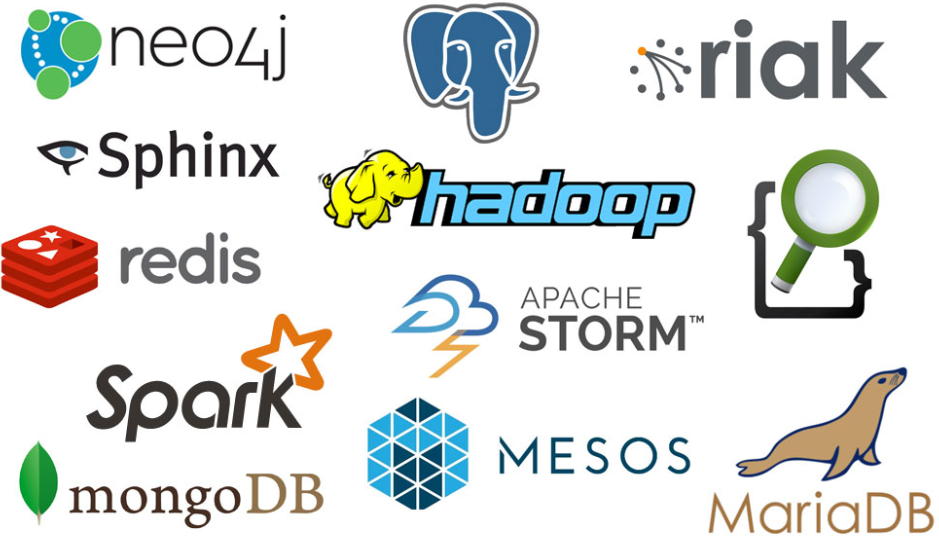 neo4j
riak
Sphinx
hadoop
redis
APACHE
STORM™
Spark
MESOS
mongoDB
MariaDB